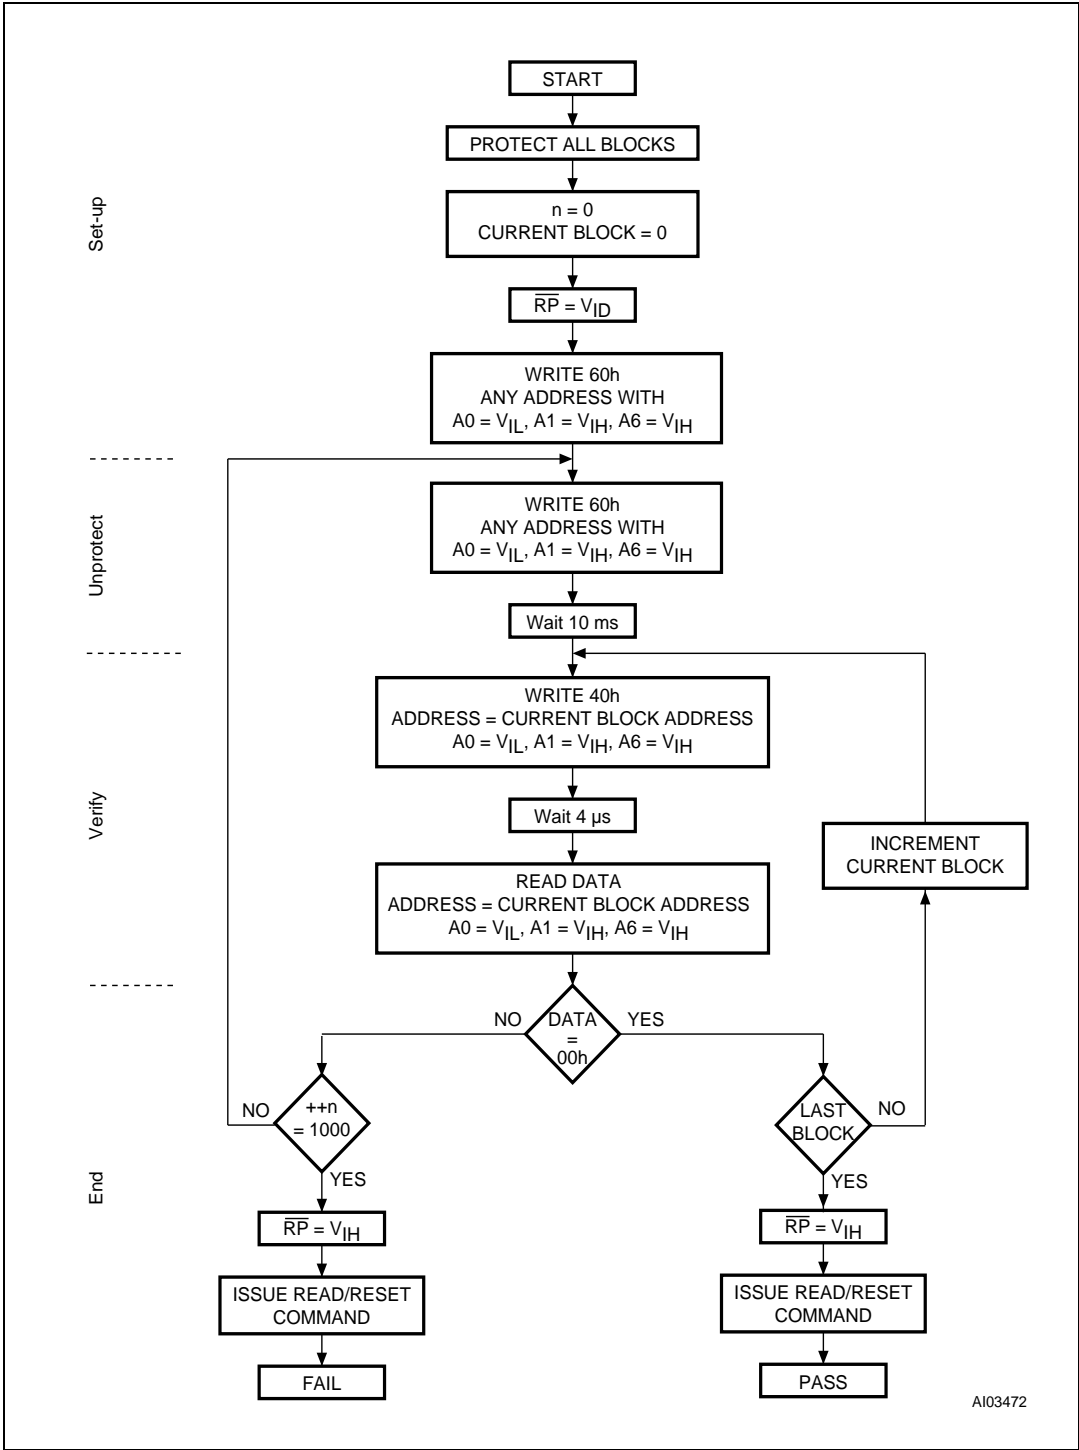 START
PROTECT ALL BLOCKS
Set-up
n = 0
CURRENT BLOCK = 0
RP = VID
WRITE 60h
ANY ADDRESS WITH
A0 = VIL, A1 = VIH, A6 = VIH
Unprotect
WRITE 60h
ANY ADDRESS WITH
A0 = VIL, A1 = VIH, A6 = VIH
Wait 10 ms
Verify
WRITE 40h
ADDRESS = CURRENT BLOCK ADDRESS
A0 = VIL, A1 = VIH, A6 = VIH
Wait 4 µs
INCREMENT
CURRENT BLOCK
READ DATA
ADDRESS = CURRENT BLOCK ADDRESS
A0 = VIL, A1 = VIH, A6 = VIH
NO
DATA
=
00h
YES
End
NO
++n
= 1000
YES
LAST
BLOCK
NO
YES
RP = VIH
RP = VIH
ISSUE READ/RESET
COMMAND
ISSUE READ/RESET
COMMAND
FAIL
PASS
AI03472